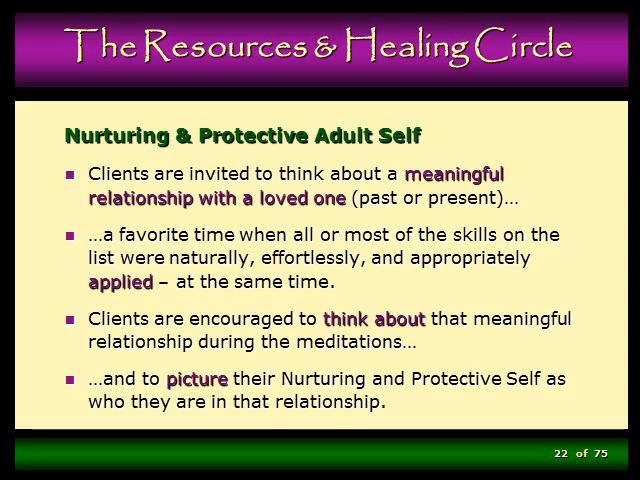 The Resources & Healing Circle
Nurturing & Protective Adult Self
Clients are invited to think about a meaningful
relationship with a loved one (past or present)…
…a favorite time when all or most of the skills on the
list were naturally, effortlessly, and appropriately
applied – at the same time.
Clients are encouraged to think about that meaningful
relationship during the meditations…
…and to picture their Nurturing and Protective Self as
who they are in that relationship.
22 of 75